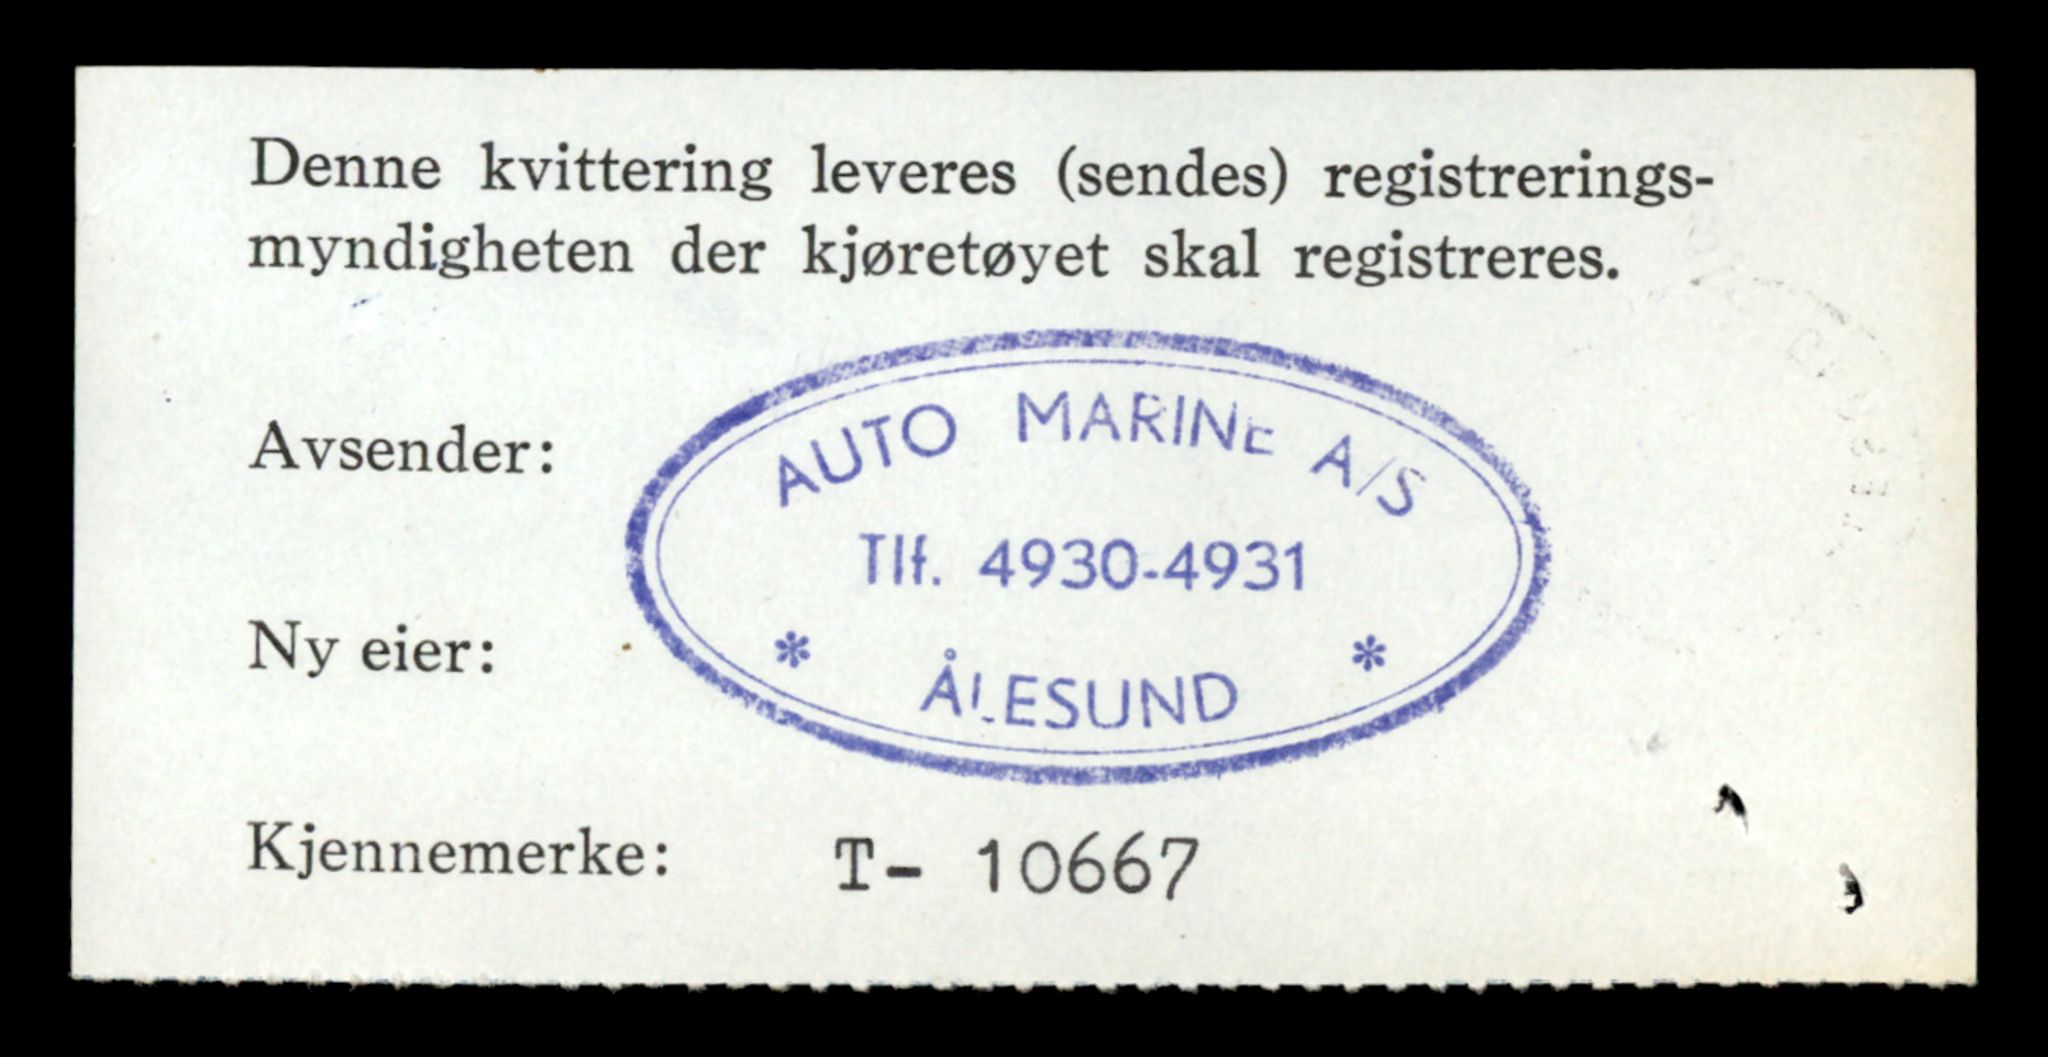 Denne kvittering leveres (sendes) registrerings-
myndigheten der kjøretøyet skal registreres.
Avsender:
AUTO MARINE A/S
Tlf. 4930-4931
* ÅLESUND *
Ny eier:
Kjennemerke: T- 10667